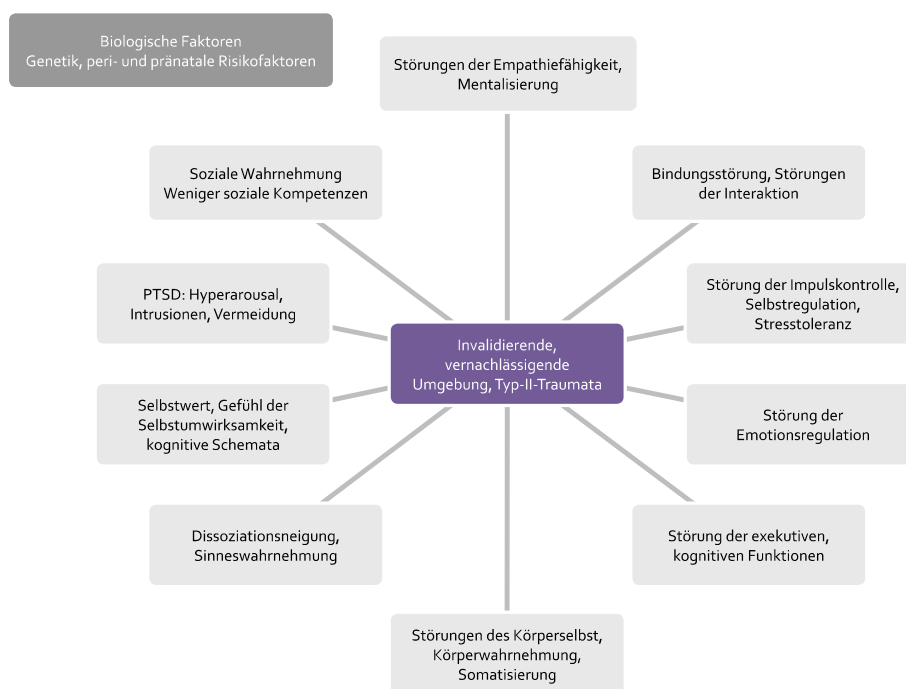 Biologische Faktoren
Genetik, peri- und pränatale Risikofaktoren
Störungen der Empathiefähigkeit,
Mentalisierung
Soziale Wahrnehmung
Weniger soziale Kompetenzen
Bindungsstörung, Störungen
der Interaktion
PTSD: Hyperarousal,
Intrusionen, Vermeidung
Störung der Impulskontrolle,
Selbstregulation,
Stresstoleranz
Invalidierende,
vernachlässigende
Umgebung, Typ-II-Traumata
Selbstwert, Gefühl der
Selbstumwirksamkeit,
kognitive Schemata
Störung der
Emotionsregulation
Dissoziationsneigung,
Sinneswahrnehmung
Störung der exekutiven,
kognitiven Funktionen
Störungen des Körperselbst,
Körperwahrnehmung,
Somatisierung